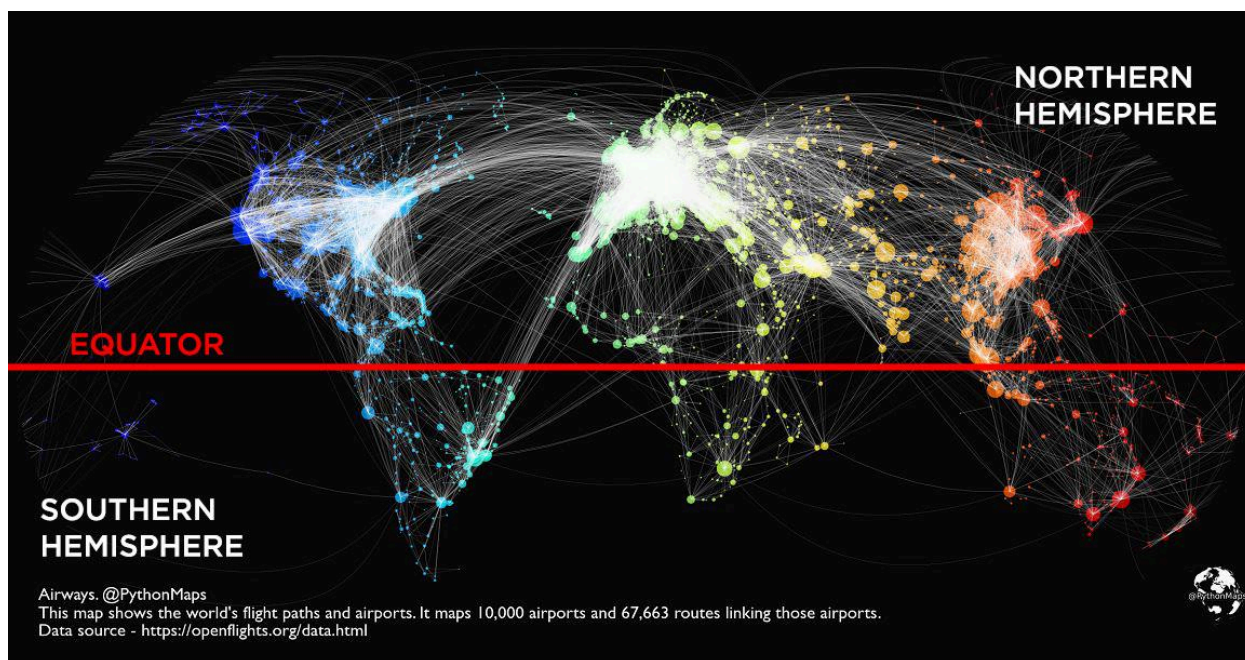 NORTHERN
HEMISPHERE
EQUATOR
SOUTHERN
HEMISPHERE
Airways. @PythonMaps
This map shows the world's flight paths and airports. It maps 10,000 airports and 67,663 routes linking those airports.
Data source - https://openflights.org/data.html
@PythonMaps